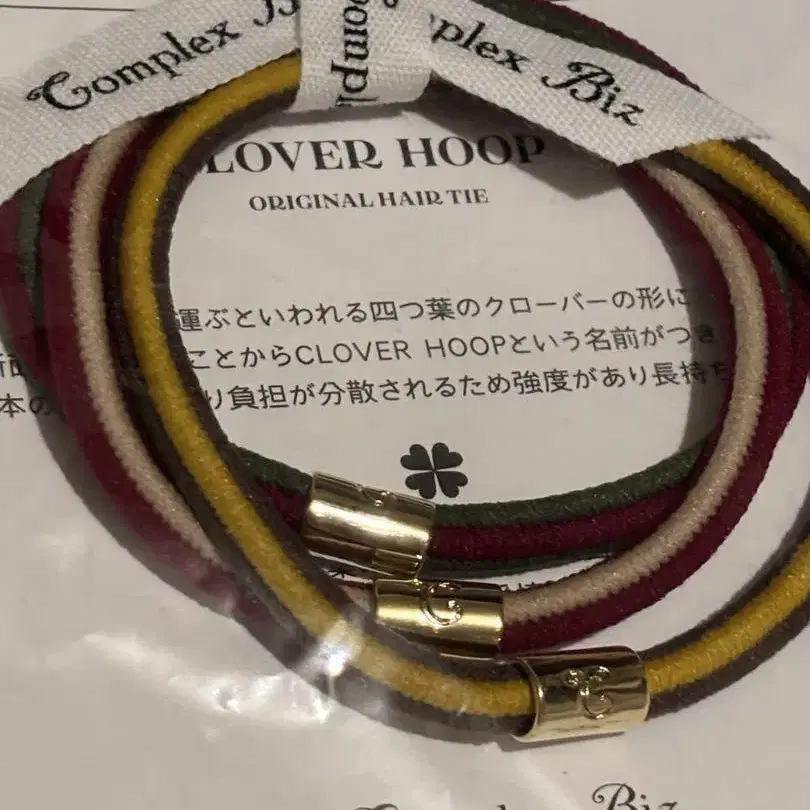 Complex Biz
Complex Biz
CLOVER HOOP
ORIGINAL HAIR TIE
運ぶといわれる四つ葉のクローバーの形に
ことからCLOVER HOOPという名前がつき
り負担が分散されるため強度があり長持ち
Complex Biz